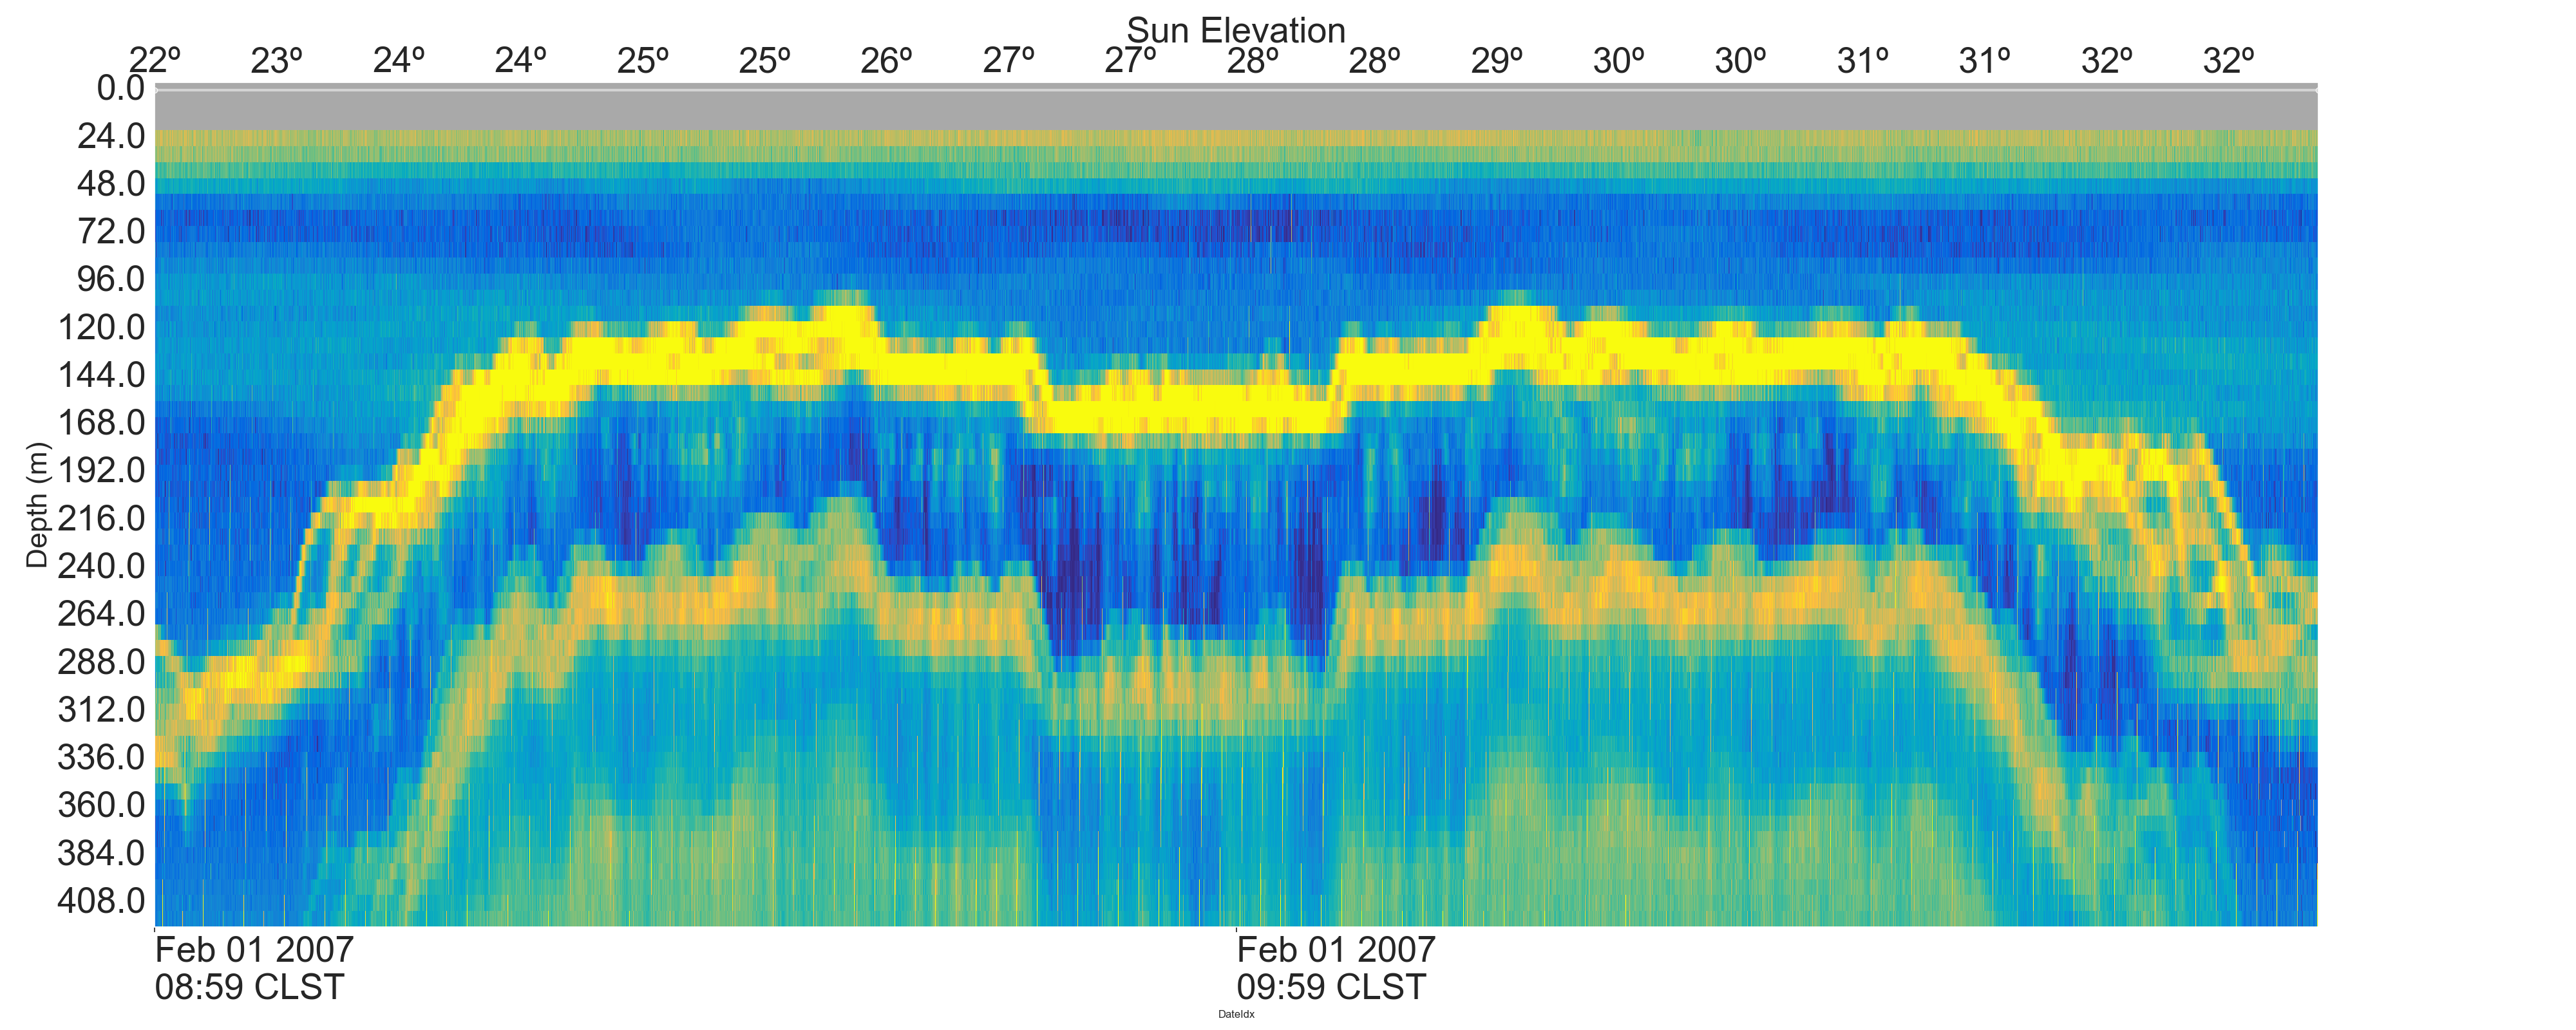 Sun Elevation
22º 23º 24º 24º 25º 25º 26º 27º 27º 28º 28º 29º 30º 30º 31º 31º 32º 32º
0.0
24.0
48.0
72.0
96.0
120.0
144.0
168.0
192.0
216.0
240.0
264.0
288.0
312.0
336.0
360.0
384.0
408.0
Depth (m)
Feb 01 2007
08:59 CLST
Feb 01 2007
09:59 CLST
DateIdx